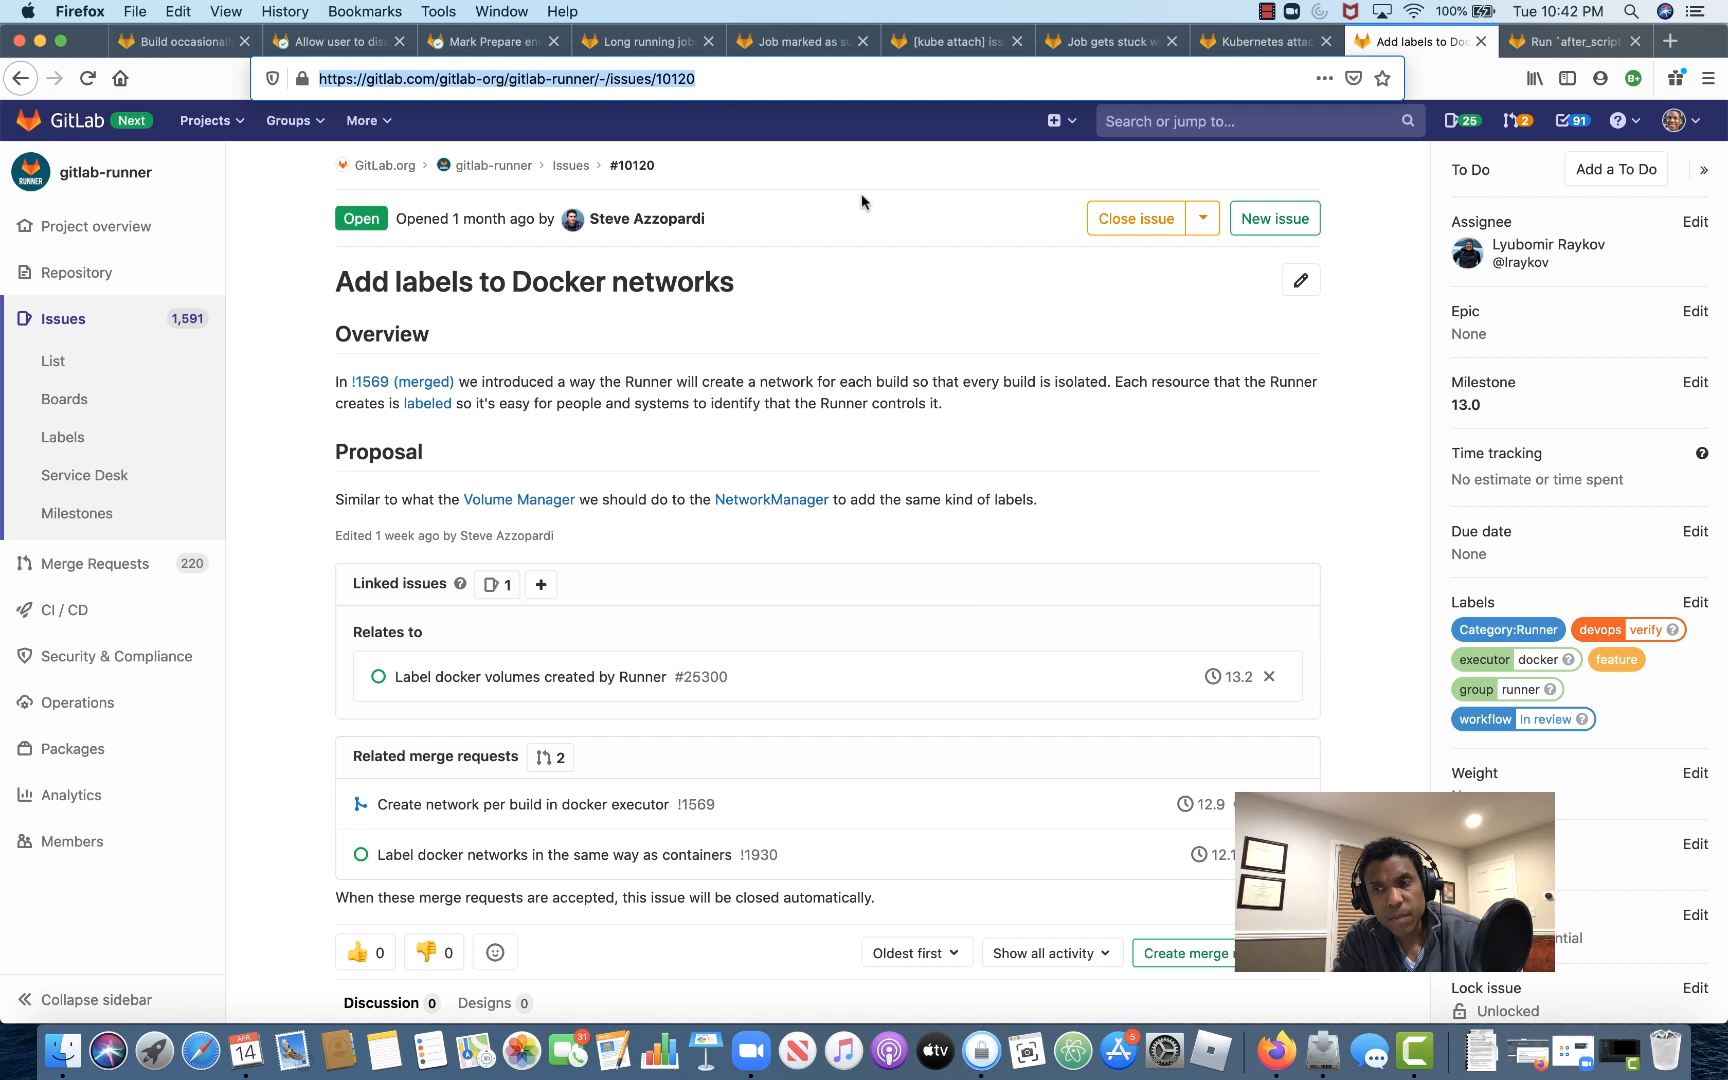 Firefox File Edit View History Bookmarks Tools Window Help 100% Tue 10:42 PM
Build occasionall Allow user to disa Mark Prepare env Long running job Job marked as su [kube attach] iss Job gets stuck w Kubernetes attac Add labels to Doc Run `after_script
https://gitlab.com/gitlab-org/gitlab-runner/-/issues/10120
GitLab Next Projects Groups More Search or jump to... 25 2 91
RUNNER gitlab-runner
Project overview
Repository
Issues 1,591
List
Boards
Labels
Service Desk
Milestones
Merge Requests 220
CI / CD
Security & Compliance
Operations
Packages
Analytics
Members
Collapse sidebar
GitLab.org > gitlab-runner > Issues > #10120
Open Opened 1 month ago by Steve Azzopardi Close issue New issue
Add labels to Docker networks
Overview
In !1569 (merged) we introduced a way the Runner will create a network for each build so that every build is isolated. Each resource that the Runner
creates is labeled so it's easy for people and systems to identify that the Runner controls it.
Proposal
Similar to what the Volume Manager we should do to the NetworkManager to add the same kind of labels.
Edited 1 week ago by Steve Azzopardi
Linked issues 1
Relates to
Label docker volumes created by Runner #25300 13.2
Related merge requests 2
Create network per build in docker executor !1569 12.9
Label docker networks in the same way as containers !1930 12.1
When these merge requests are accepted, this issue will be closed automatically.
0 0 Oldest first Show all activity Create merge
Discussion 0 Designs 0
To Do Add a To Do
Assignee Edit
Lyubomir Raykov
@lraykov
Epic Edit
None
Milestone Edit
13.0
Time tracking
No estimate or time spent
Due date Edit
None
Labels Edit
Category:Runner devops verify
executor docker feature
group runner
workflow In review
Weight Edit
Edit
Edit
ntial
Lock issue Edit
Unlocked
APR
14
31
tv
5